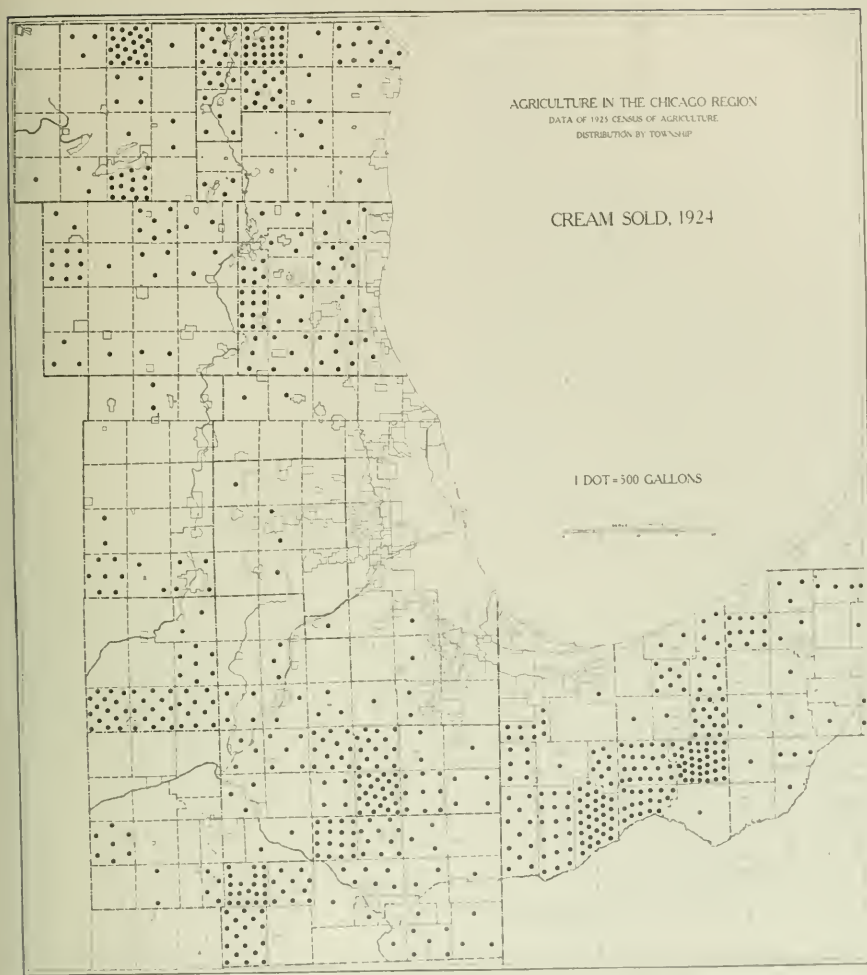 AGRICULTURE IN THE CHICAGO REGION
DATA OF 1925 CENSUS OF AGRICULTURE
DISTRIBUTION BY TOWNSHIP
CREAM SOLD, 1924
1 DOT = 500 GALLONS